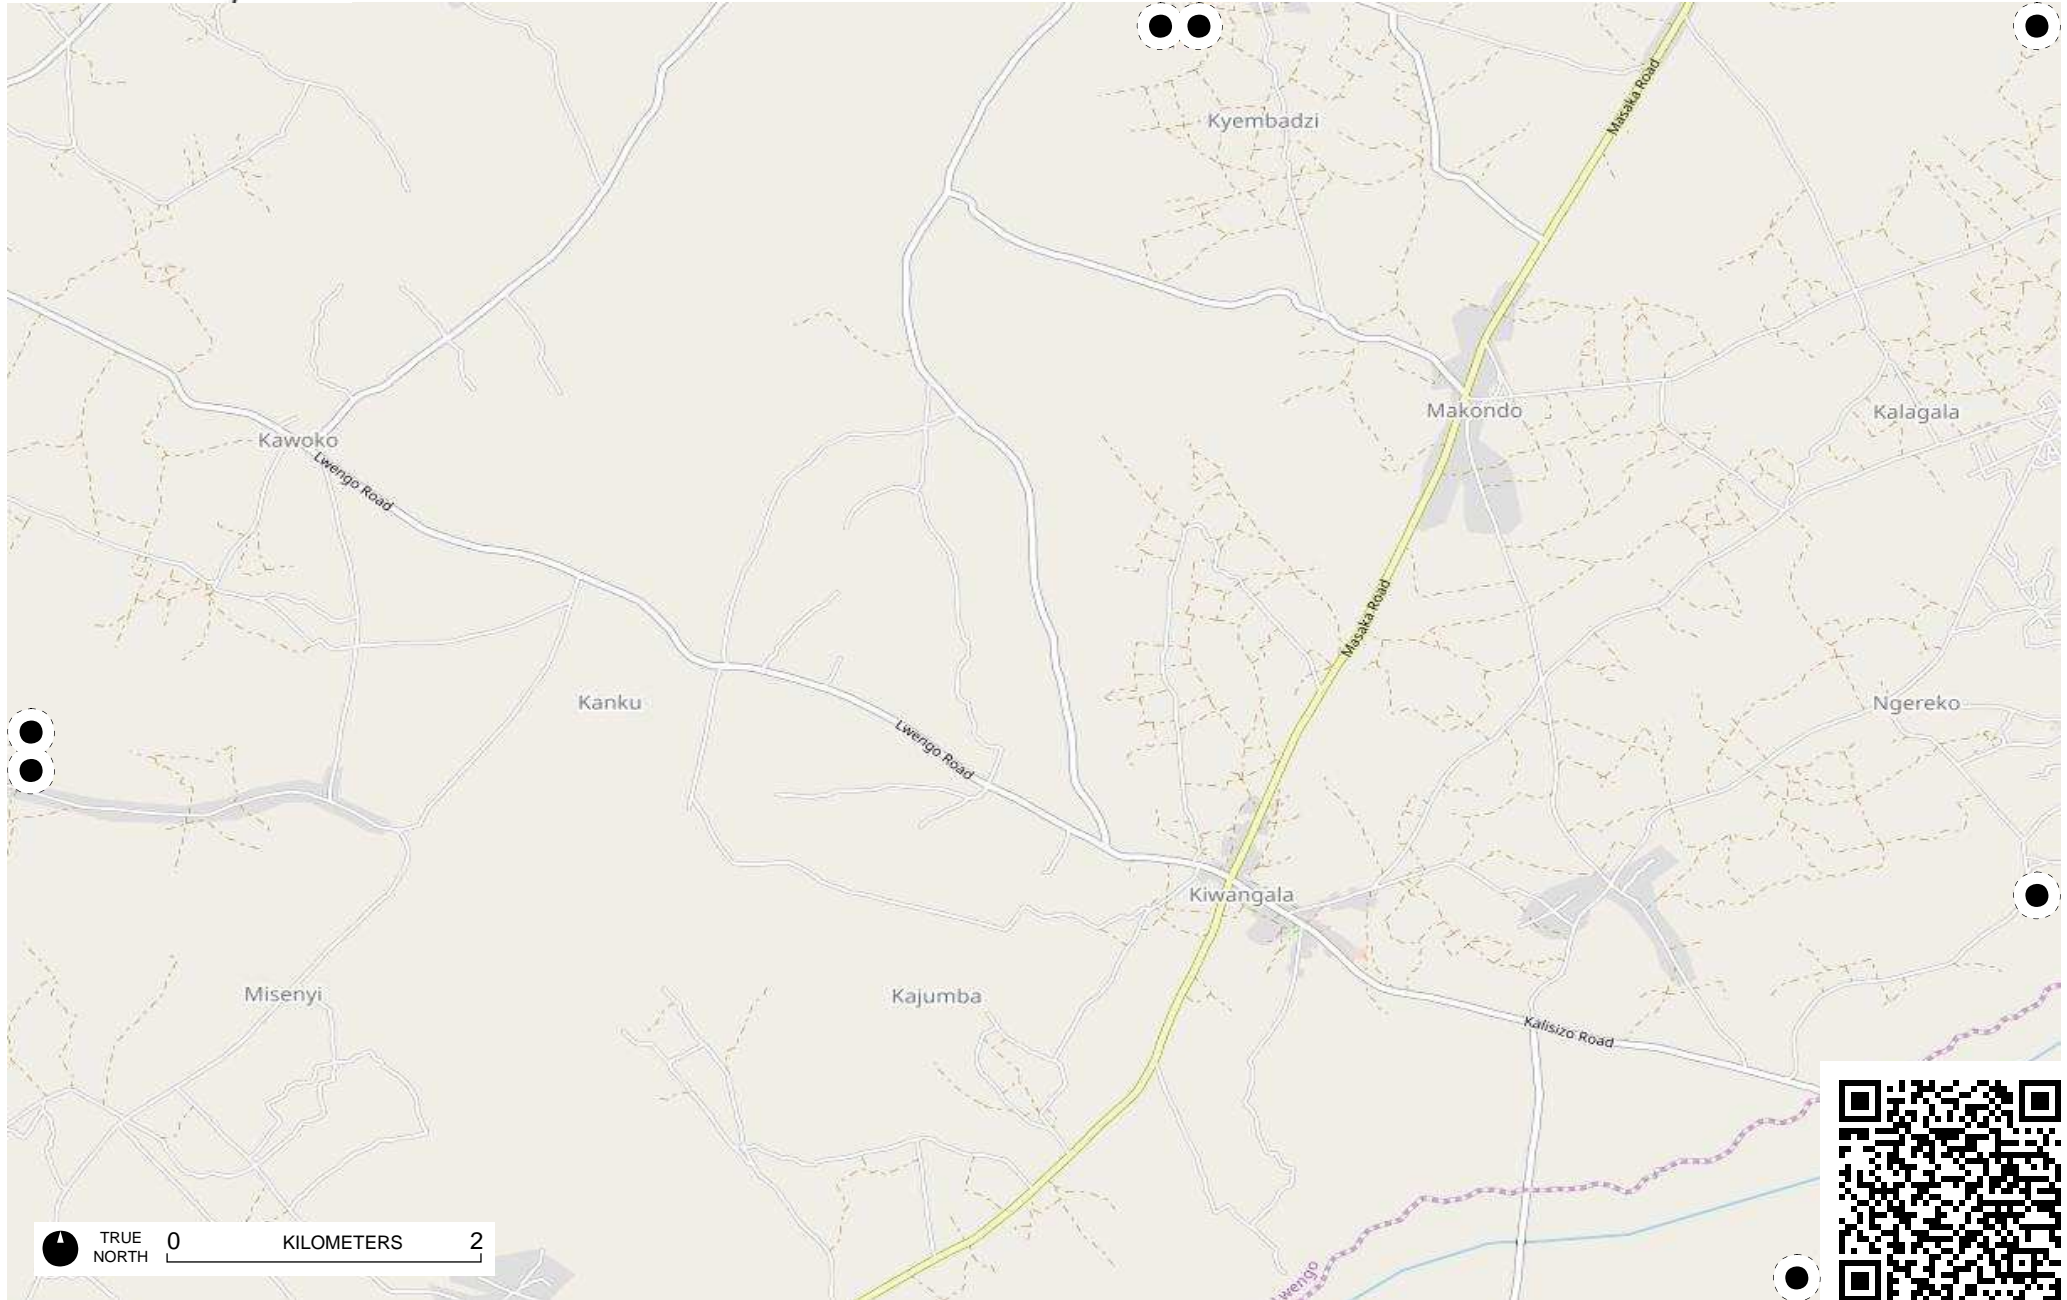 Masaka Road
Kyembadzi
Makondo
Kalagala
Kawoko
Lwengo Road
Masaka Road
Kanku
Ngereko
Lwengo Road
Kiwangala
Misenyi
Kajumba
Kalisizo Road
TRUE
NORTH
0 KILOMETERS 2